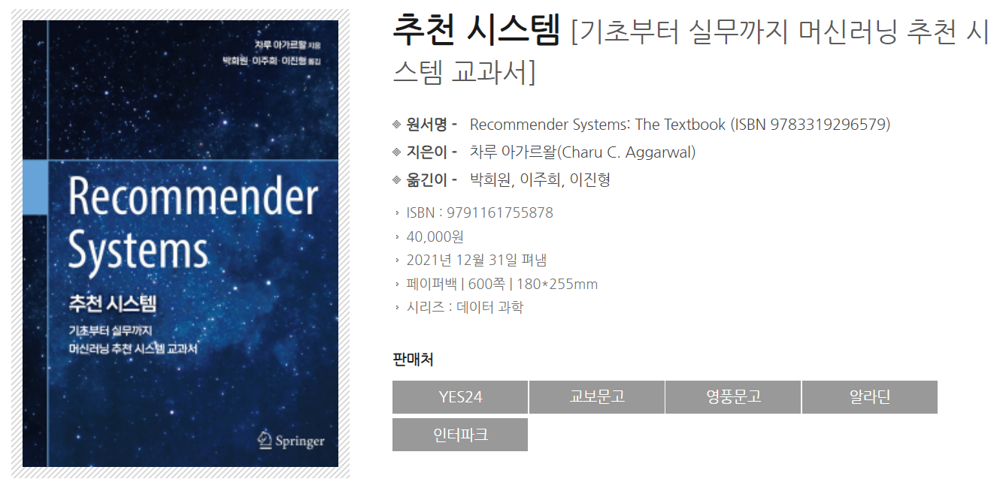 차루 아가르왈 지음
박희원·이주희·이진형 옮김
Recommender
Systems
추천 시스템
기초부터 실무까지
머신러닝 추천 시스템 교과서
Springer
추천 시스템 [기초부터 실무까지 머신러닝 추천 시
스템 교과서]
원서명 - Recommender Systems: The Textbook (ISBN 9783319296579)
지은이 - 차루 아가르왈(Charu C. Aggarwal)
옮긴이 - 박희원, 이주희, 이진형
ISBN : 9791161755878
40,000원
2021년 12월 31일 펴냄
페이퍼백 | 600쪽 | 180*255mm
시리즈 : 데이터 과학
판매처
YES24 교보문고 영풍문고 알라딘
인터파크